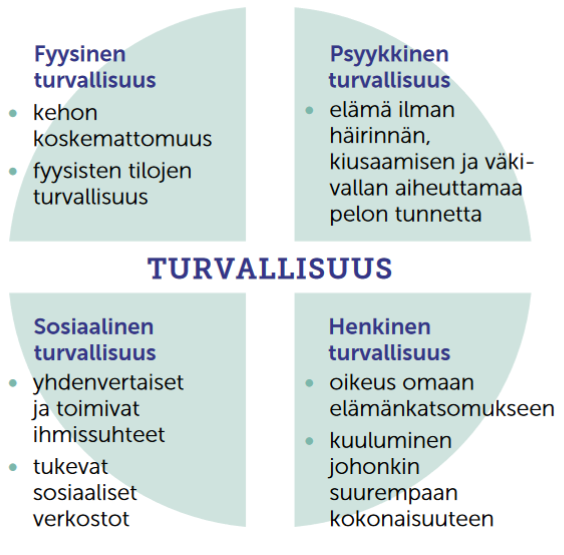 Fyysinen
turvallisuus
• kehon
koskemattomuus
• fyysisten tilojen
turvallisuus
Psyykkinen
turvallisuus
• elämä ilman
häirinnän,
kiusaamisen ja väki-
vallan aiheuttamaa
pelon tunnetta
TURVALLISUUS
Sosiaalinen
turvallisuus
• yhdenvertaiset
ja toimivat
ihmissuhteet
• tukevat
sosiaaliset
verkostot
Henkinen
turvallisuus
• oikeus omaan
elämänkatsomukseen
• kuuluminen
johonkin
suurempaan
kokonaisuuteen